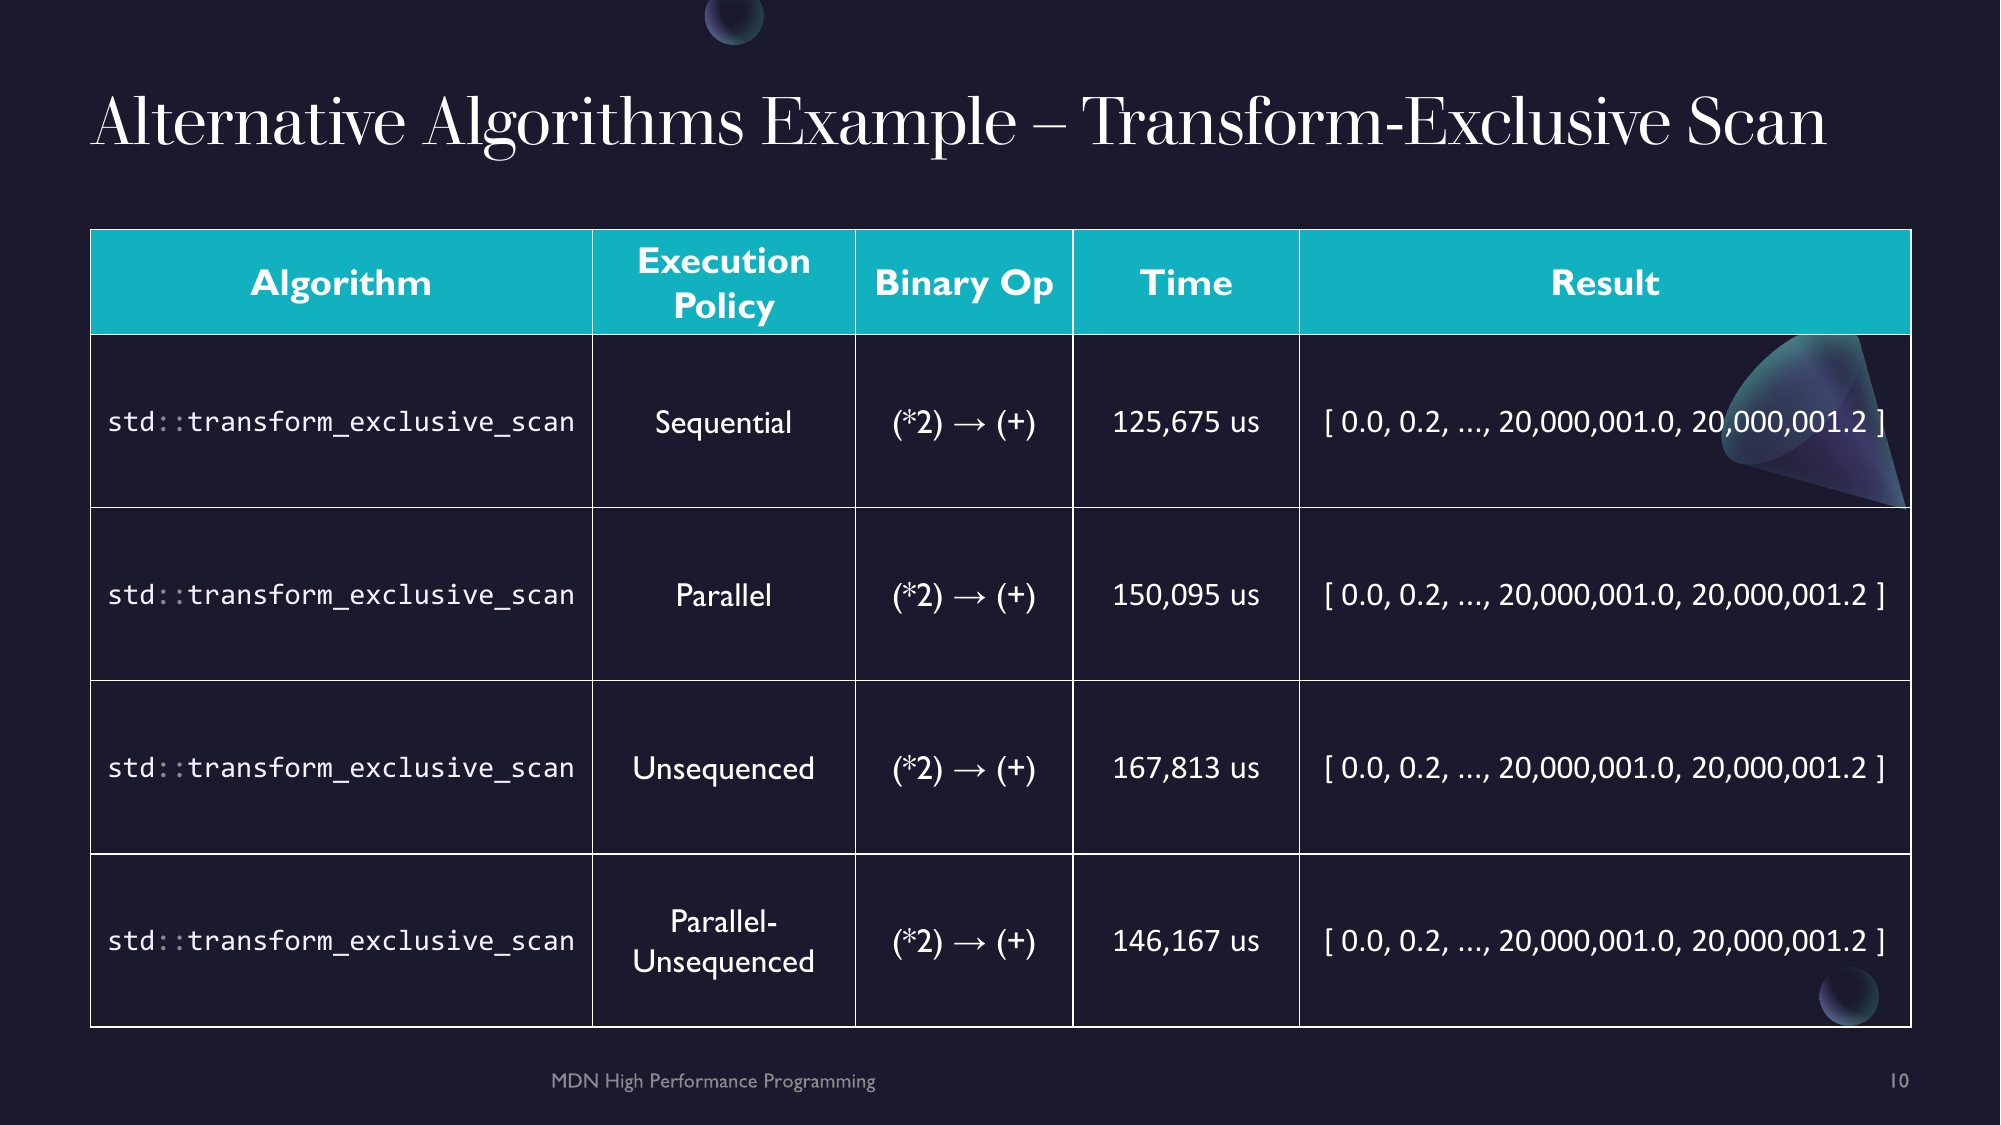 Alternative Algorithms Example – Transform-Exclusive Scan
Algorithm
Execution
Policy
Binary Op
Time
Result
std::transform_exclusive_scan
Sequential
(*2) → (+)
125,675 us
[ 0.0, 0.2, ..., 20,000,001.0, 20,000,001.2 ]
std::transform_exclusive_scan
Parallel
(*2) → (+)
150,095 us
[ 0.0, 0.2, ..., 20,000,001.0, 20,000,001.2 ]
std::transform_exclusive_scan
Unsequenced
(*2) → (+)
167,813 us
[ 0.0, 0.2, ..., 20,000,001.0, 20,000,001.2 ]
std::transform_exclusive_scan
Parallel-
Unsequenced
(*2) → (+)
146,167 us
[ 0.0, 0.2, ..., 20,000,001.0, 20,000,001.2 ]
MDN High Performance Programming
10